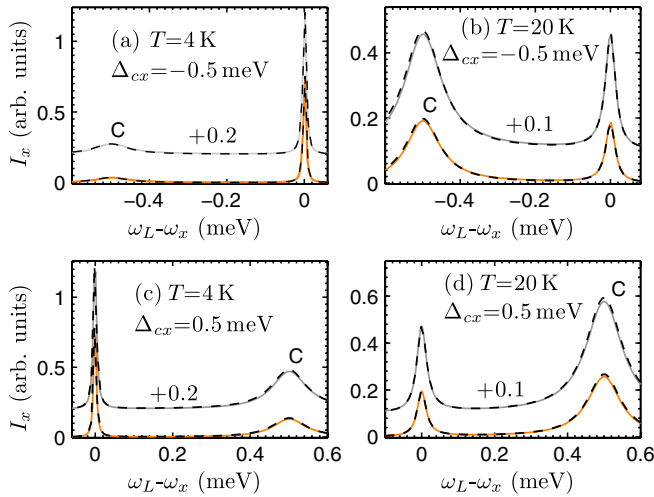 (a) T=4 K
Δcx=−0.5 meV
C
+0.2
Ix (arb. units)
1
0.5
0
−0.4
−0.2
0
ωL-ωx (meV)
(b) T=20 K
Δcx=−0.5 meV
C
+0.1
0.4
0.2
0
−0.4
−0.2
0
ωL-ωx (meV)
(c) T=4 K
Δcx=0.5 meV
C
+0.2
Ix (arb. units)
1
0.5
0
0
0.2
0.4
0.6
ωL-ωx (meV)
(d) T=20 K
Δcx=0.5 meV
C
+0.1
0.6
0.4
0.2
0
0
0.2
0.4
0.6
ωL-ωx (meV)